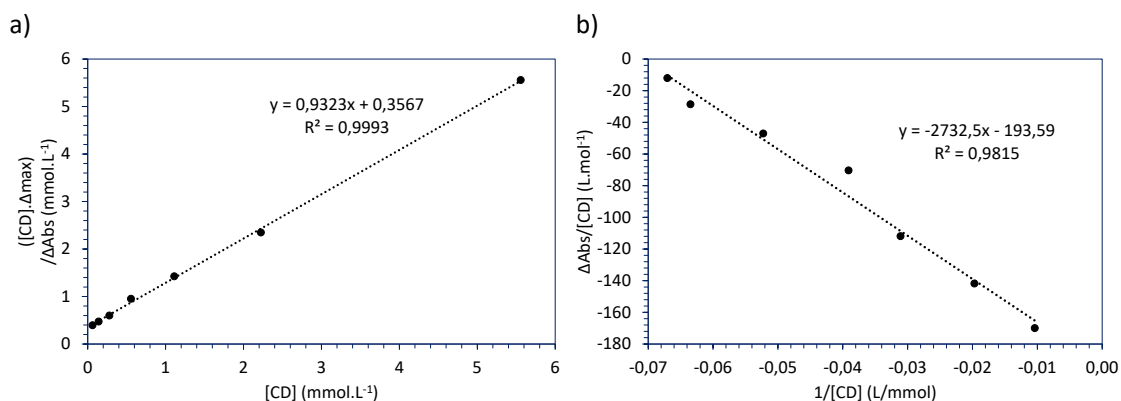 a)
6
5
4
3
2
1
0
([CD].Δmax)
/ΔAbs (mmol.L⁻¹)
y = 0,9323x + 0,3567
R² = 0,9993
0 1 2 3 4 5 6
[CD] (mmol.L⁻¹)
b)
0
-20
-40
-60
-80
-100
-120
-140
-160
-180
ΔAbs/[CD] (L.mol⁻¹)
y = -2732,5x - 193,59
R² = 0,9815
-0,07 -0,06 -0,05 -0,04 -0,03 -0,02 -0,01 0,00
1/[CD] (L/mmol)